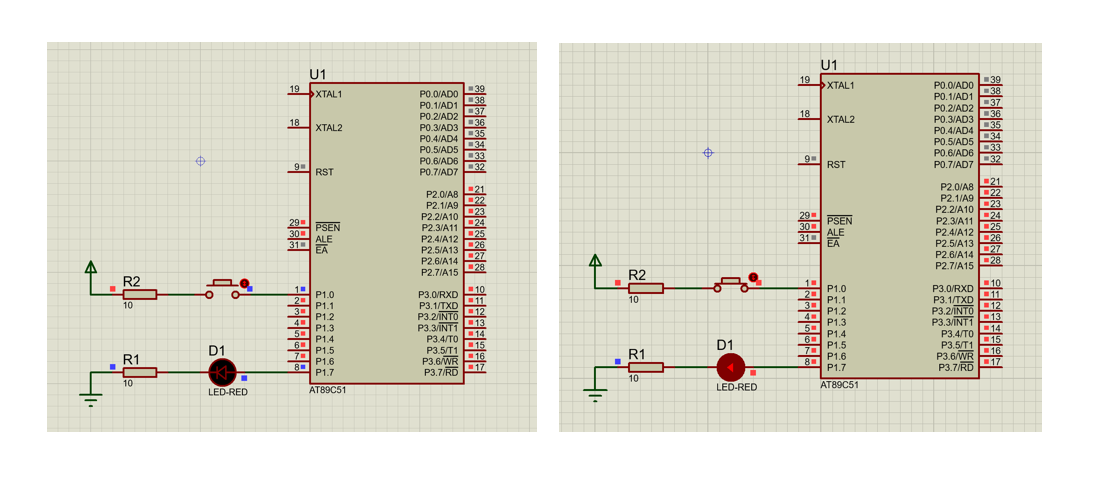 U1
19 XTAL1 P0.0/AD0 39
P0.1/AD1 38
P0.2/AD2 37
18 XTAL2 P0.3/AD3 36
P0.4/AD4 35
P0.5/AD5 34
P0.6/AD6 33
9 RST P0.7/AD7 32
P2.0/A8 21
P2.1/A9 22
P2.2/A10 23
29 PSEN P2.3/A11 24
30 ALE P2.4/A12 25
31 EA P2.5/A13 26
P2.6/A14 27
P2.7/A15 28
R2
10
1 P1.0 P3.0/RXD 10
2 P1.1 P3.1/TXD 11
3 P1.2 P3.2/INT0 12
4 P1.3 P3.3/INT1 13
5 P1.4 P3.4/T0 14
6 P1.5 P3.5/T1 15
7 P1.6 P3.6/WR 16
8 P1.7 P3.7/RD 17
R1
10
D1
LED-RED
AT89C51
U1
19 XTAL1 P0.0/AD0 39
P0.1/AD1 38
P0.2/AD2 37
18 XTAL2 P0.3/AD3 36
P0.4/AD4 35
P0.5/AD5 34
P0.6/AD6 33
9 RST P0.7/AD7 32
P2.0/A8 21
P2.1/A9 22
P2.2/A10 23
29 PSEN P2.3/A11 24
30 ALE P2.4/A12 25
31 EA P2.5/A13 26
P2.6/A14 27
P2.7/A15 28
R2
10
1 P1.0 P3.0/RXD 10
2 P1.1 P3.1/TXD 11
3 P1.2 P3.2/INT0 12
4 P1.3 P3.3/INT1 13
5 P1.4 P3.4/T0 14
6 P1.5 P3.5/T1 15
7 P1.6 P3.6/WR 16
8 P1.7 P3.7/RD 17
R1
10
D1
LED-RED
AT89C51